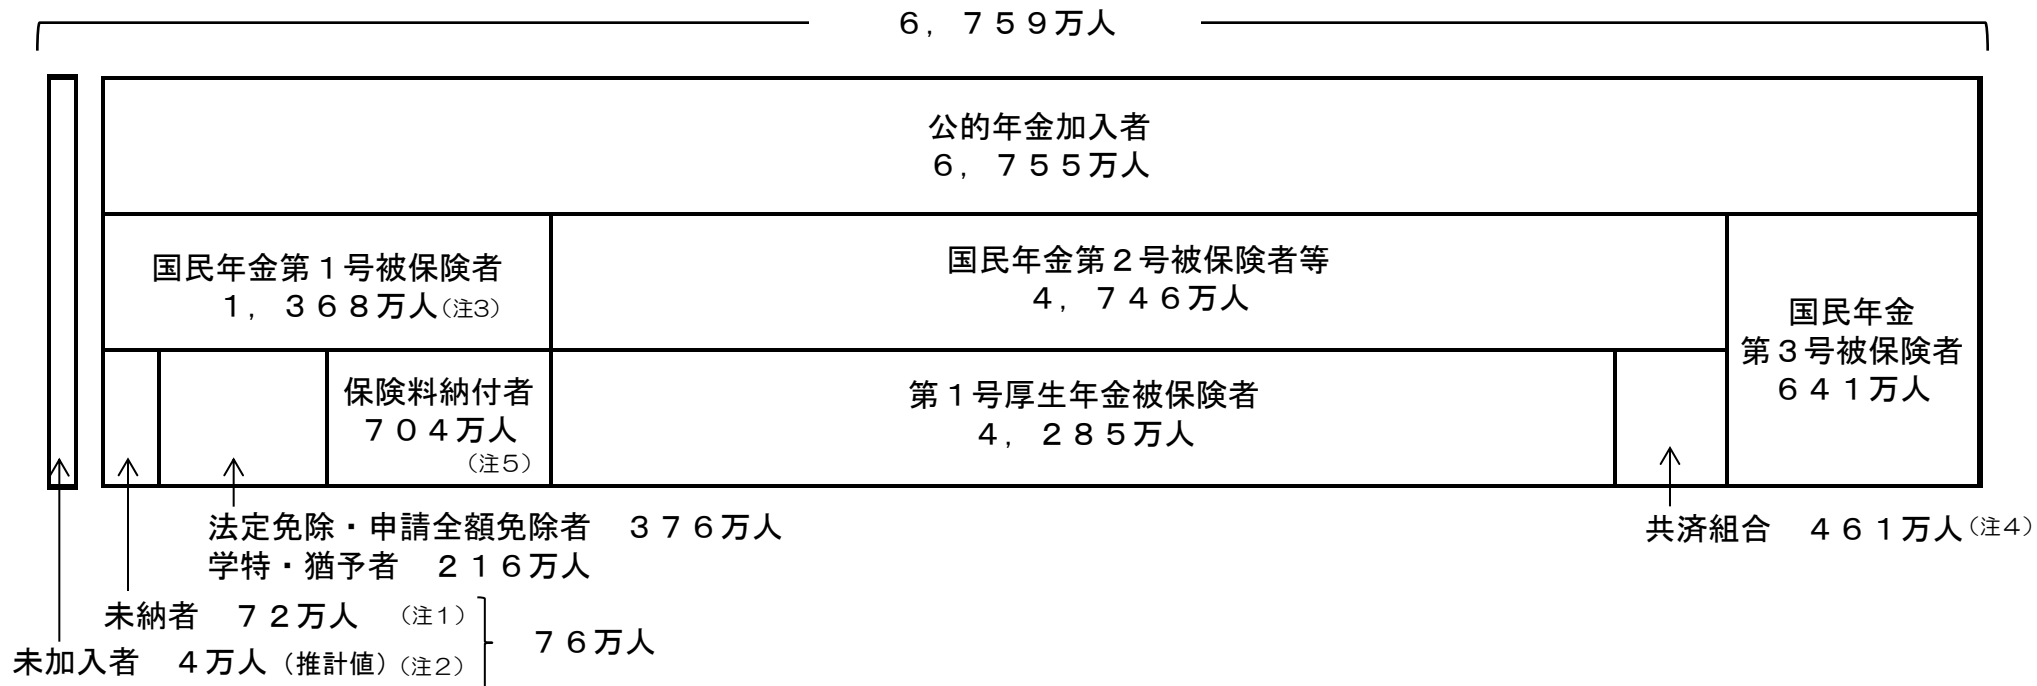 ６，７５９万人
公的年金加入者
６，７５５万人
国民年金第１号被保険者
１，３６８万人（注３）
国民年金第２号被保険者等
４，７４６万人
国民年金
第３号被保険者
６４１万人
保険料納付者
７０４万人
（注５）
第１号厚生年金被保険者
４，２８５万人
法定免除・申請全額免除者　３７６万人
学特・猶予者　２１６万人
共済組合　４６１万人（注４）
未納者　７２万人　（注１）
未加入者　４万人（推計値）（注２）
７６万人